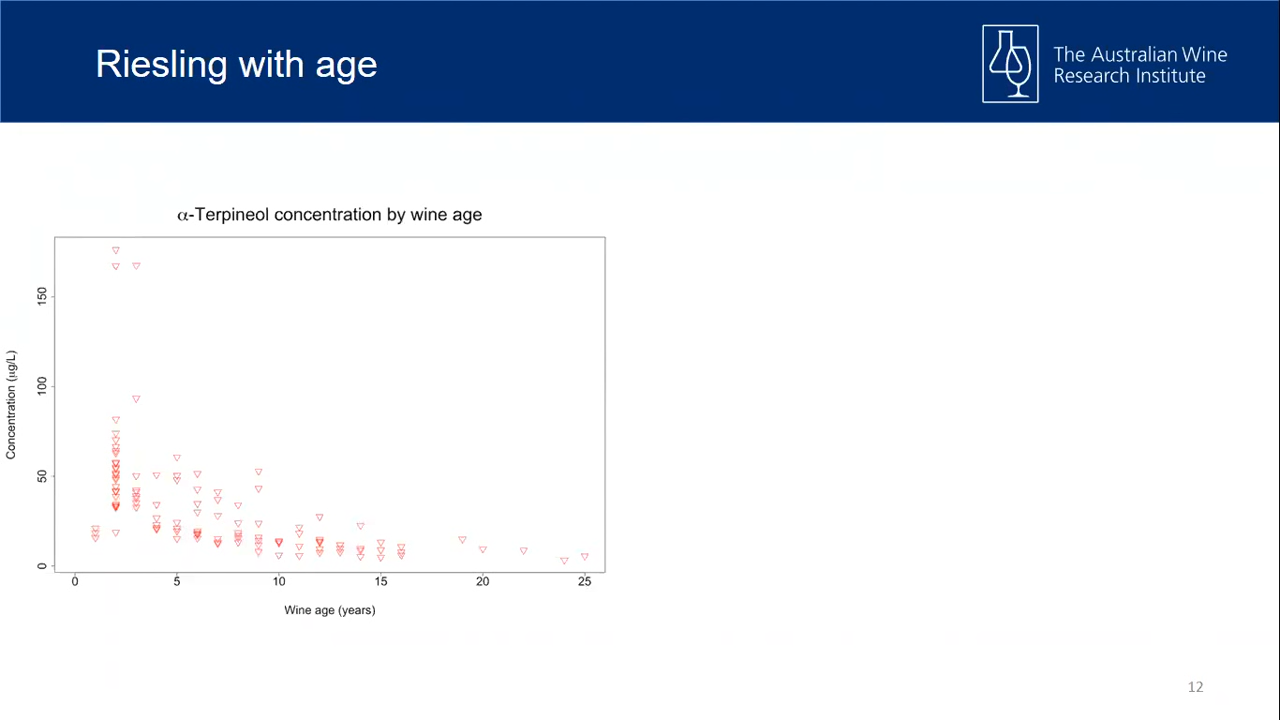 Riesling with age
The Australian Wine
Research Institute
α-Terpineol concentration by wine age
Concentration (µg/L)
150
100
50
0
0 5 10 15 20 25
Wine age (years)
12